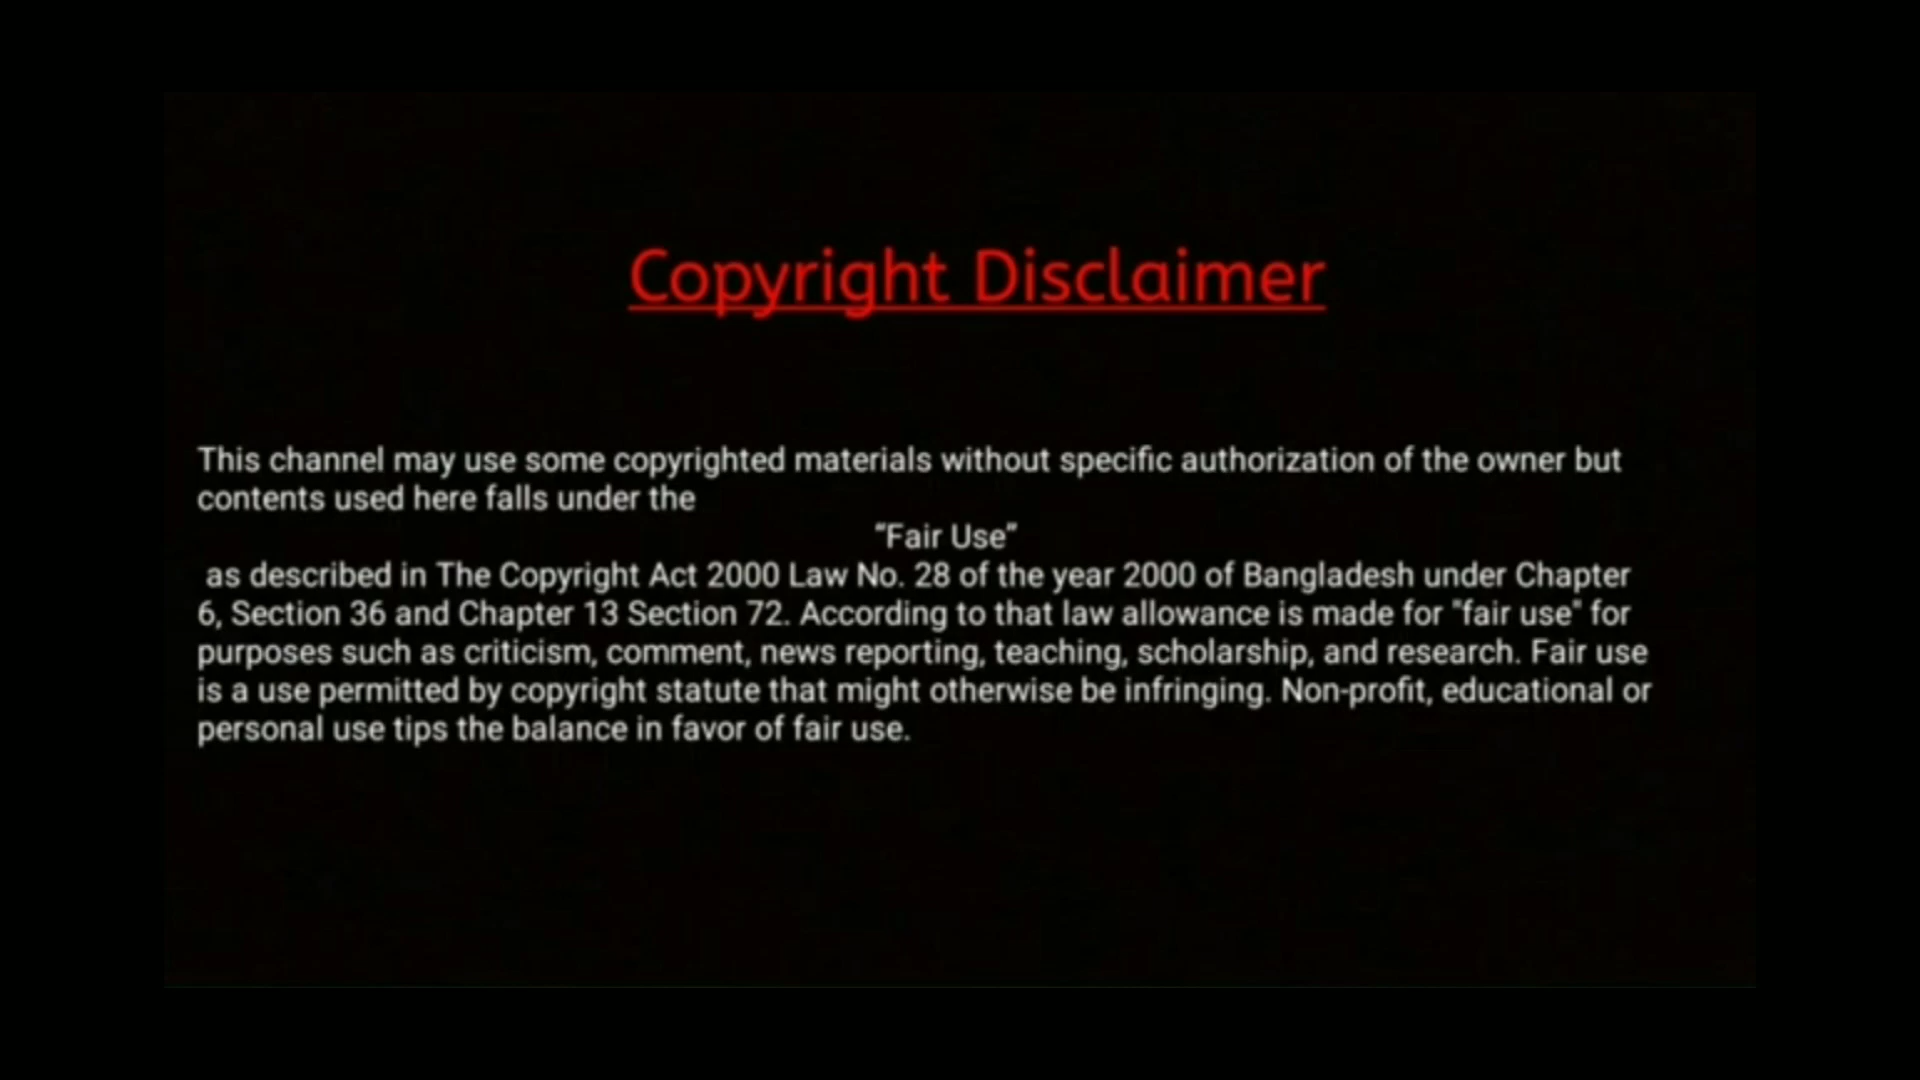 Copyright Disclaimer
This channel may use some copyrighted materials without specific authorization of the owner but
contents used here falls under the
“Fair Use”
as described in The Copyright Act 2000 Law No. 28 of the year 2000 of Bangladesh under Chapter
6, Section 36 and Chapter 13 Section 72. According to that law allowance is made for "fair use" for
purposes such as criticism, comment, news reporting, teaching, scholarship, and research. Fair use
is a use permitted by copyright statute that might otherwise be infringing. Non-profit, educational or
personal use tips the balance in favor of fair use.